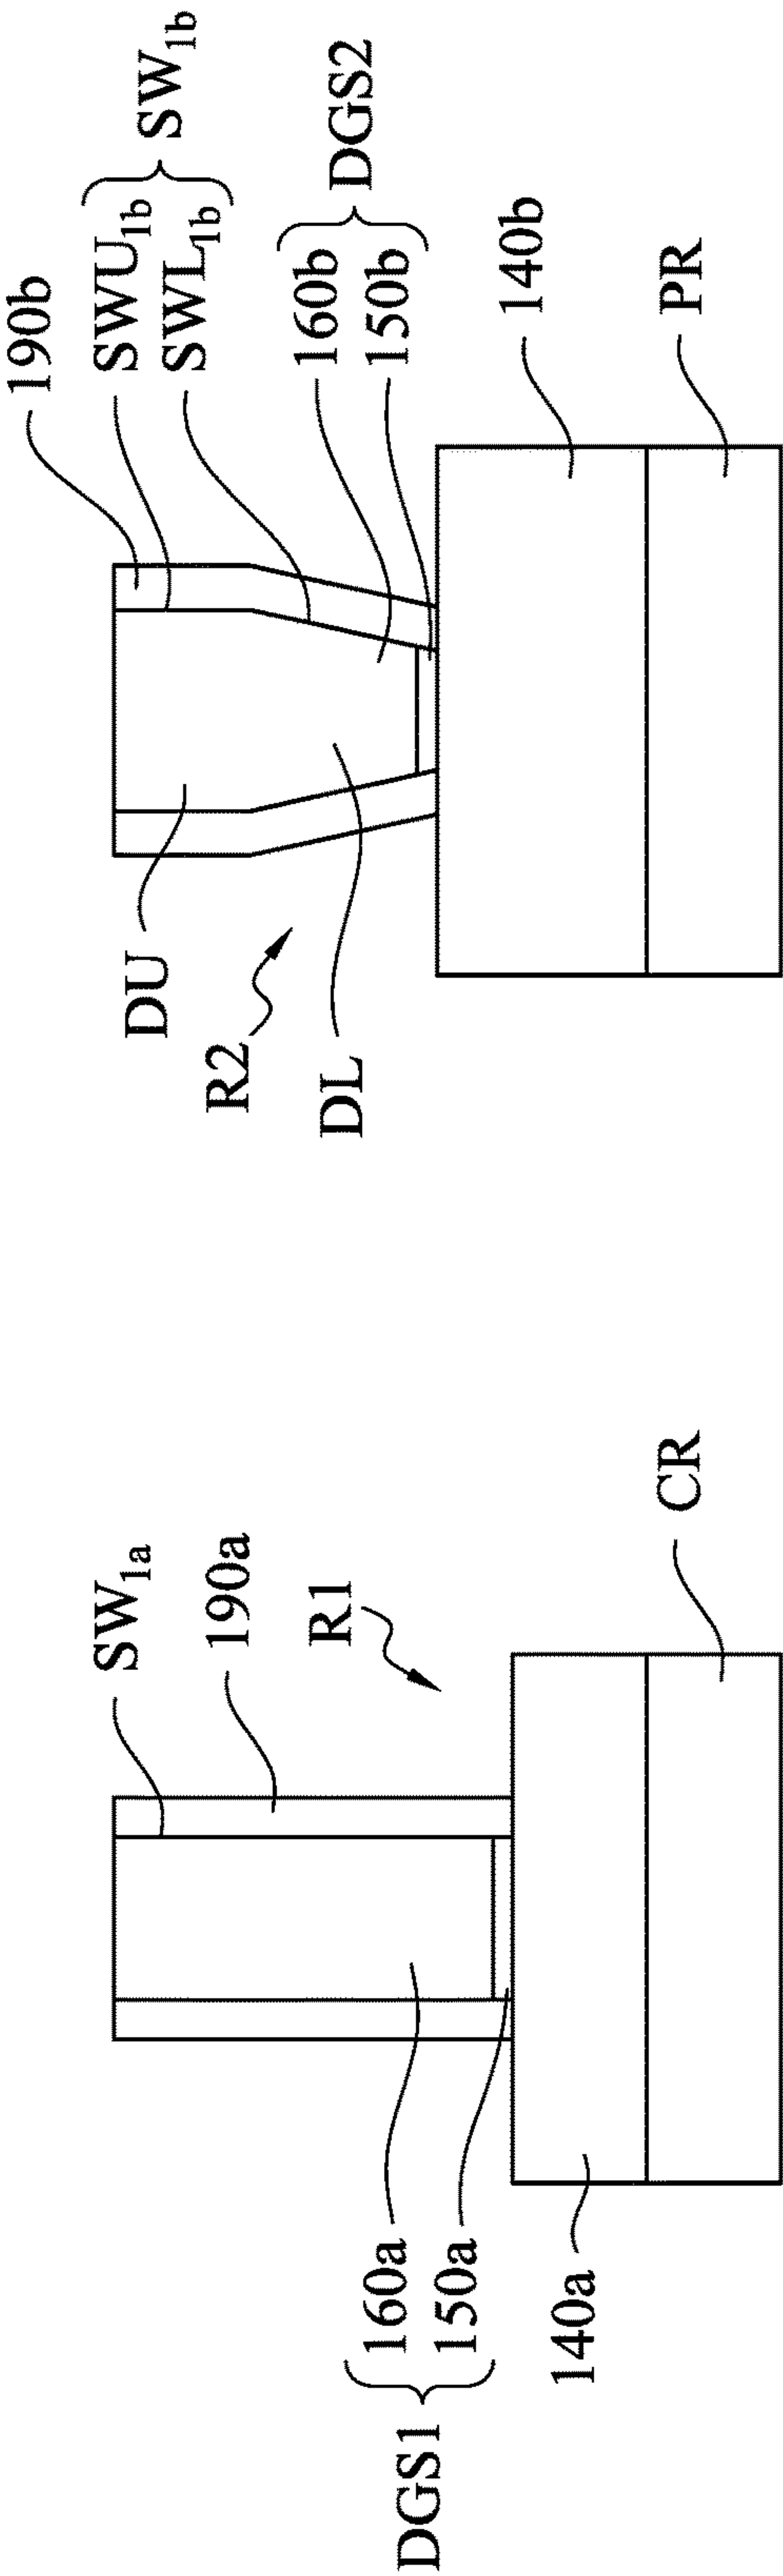 SW1a
190a
R1
160a
150a
DGS1
140a
CR
190b
SWU1b
SWL1b
SW1b
DU
R2
DL
160b
150b
DGS2
140b
PR